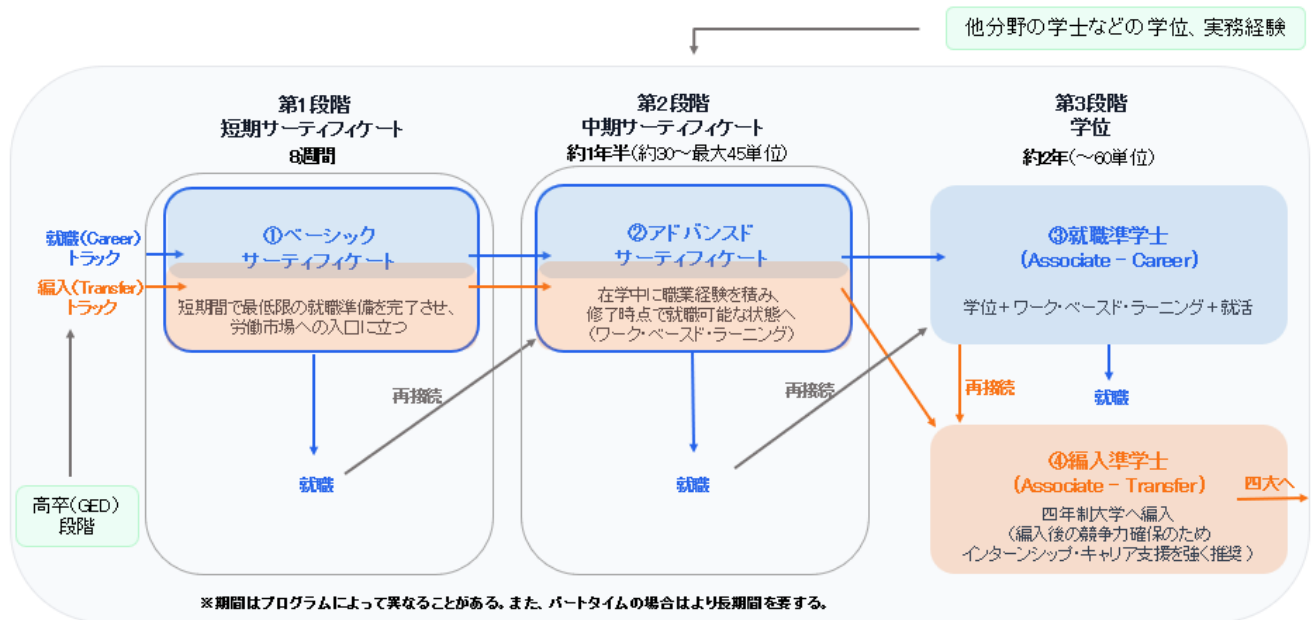 他分野の学士などの学位、実務経験
第1段階
短期サーティフィケート
8週間
第2段階
中期サーティフィケート
約1年半(約30～最大45単位)
第3段階
学位
約2年(～60単位)
就職(Career)
トラック
編入(Transfer)
トラック
①ベーシック
サーティフィケート
短期間で最低限の就職準備を完了させ、
労働市場への入口に立つ
②アドバンスド
サーティフィケート
在学中に職業経験を積み、
修了時点で就職可能な状態へ
(ワーク・ベースド・ラーニング)
③就職準学士
(Associate – Career)
学位＋ワーク・ベースド・ラーニング＋就活
再接続
再接続
再接続
就職
就職
就職
高卒(GED)
段階
④編入準学士
(Associate – Transfer)
四年制大学へ編入
(編入後の競争力確保のため
インターンシップ・キャリア支援を強く推奨)
四大へ
※期間はプログラムによって異なることがある。また、パートタイムの場合はより長期間を要する。